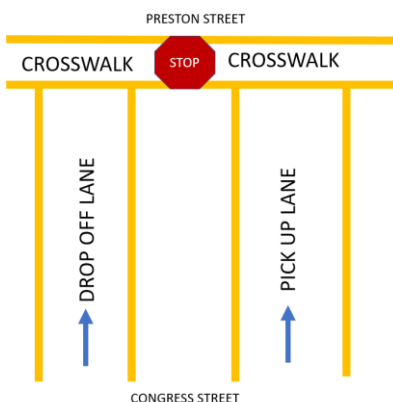 PRESTON STREET
CROSSWALK
STOP
CROSSWALK
DROP OFF LANE
PICK UP LANE
CONGRESS STREET